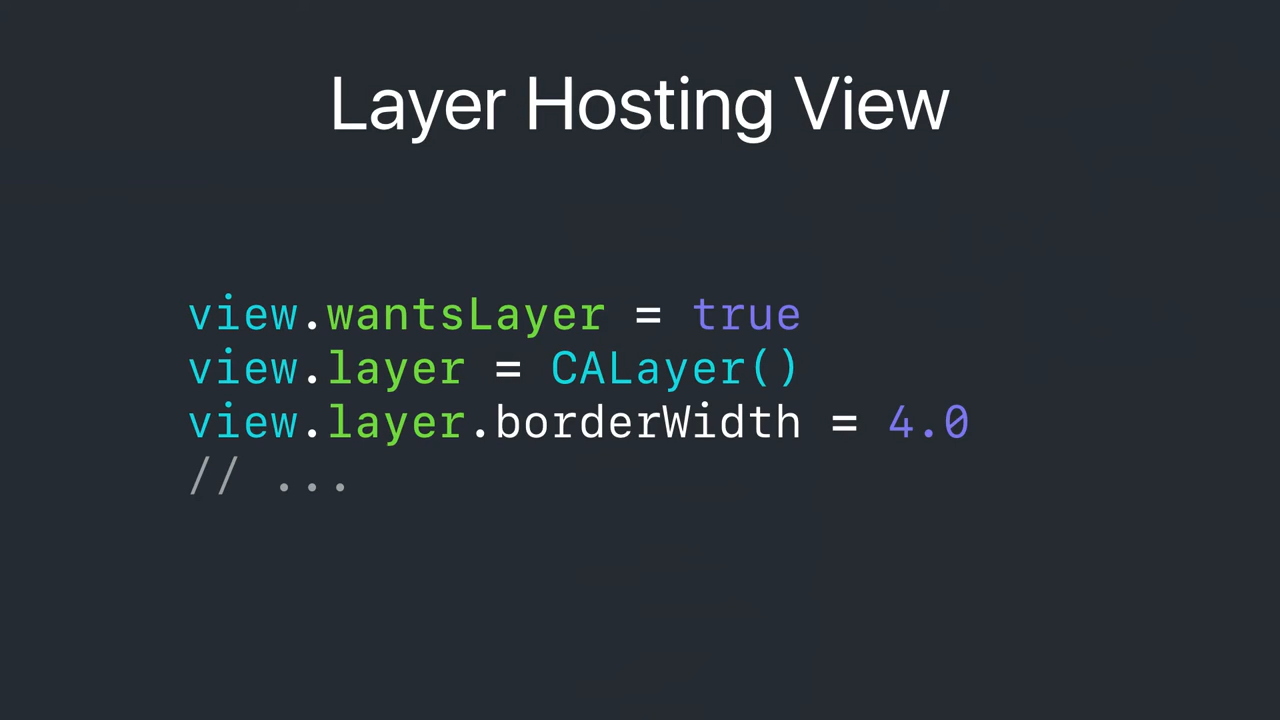 Layer Hosting View
view.wantsLayer = true
view.layer = CALayer()
view.layer.borderWidth = 4.0
// ...